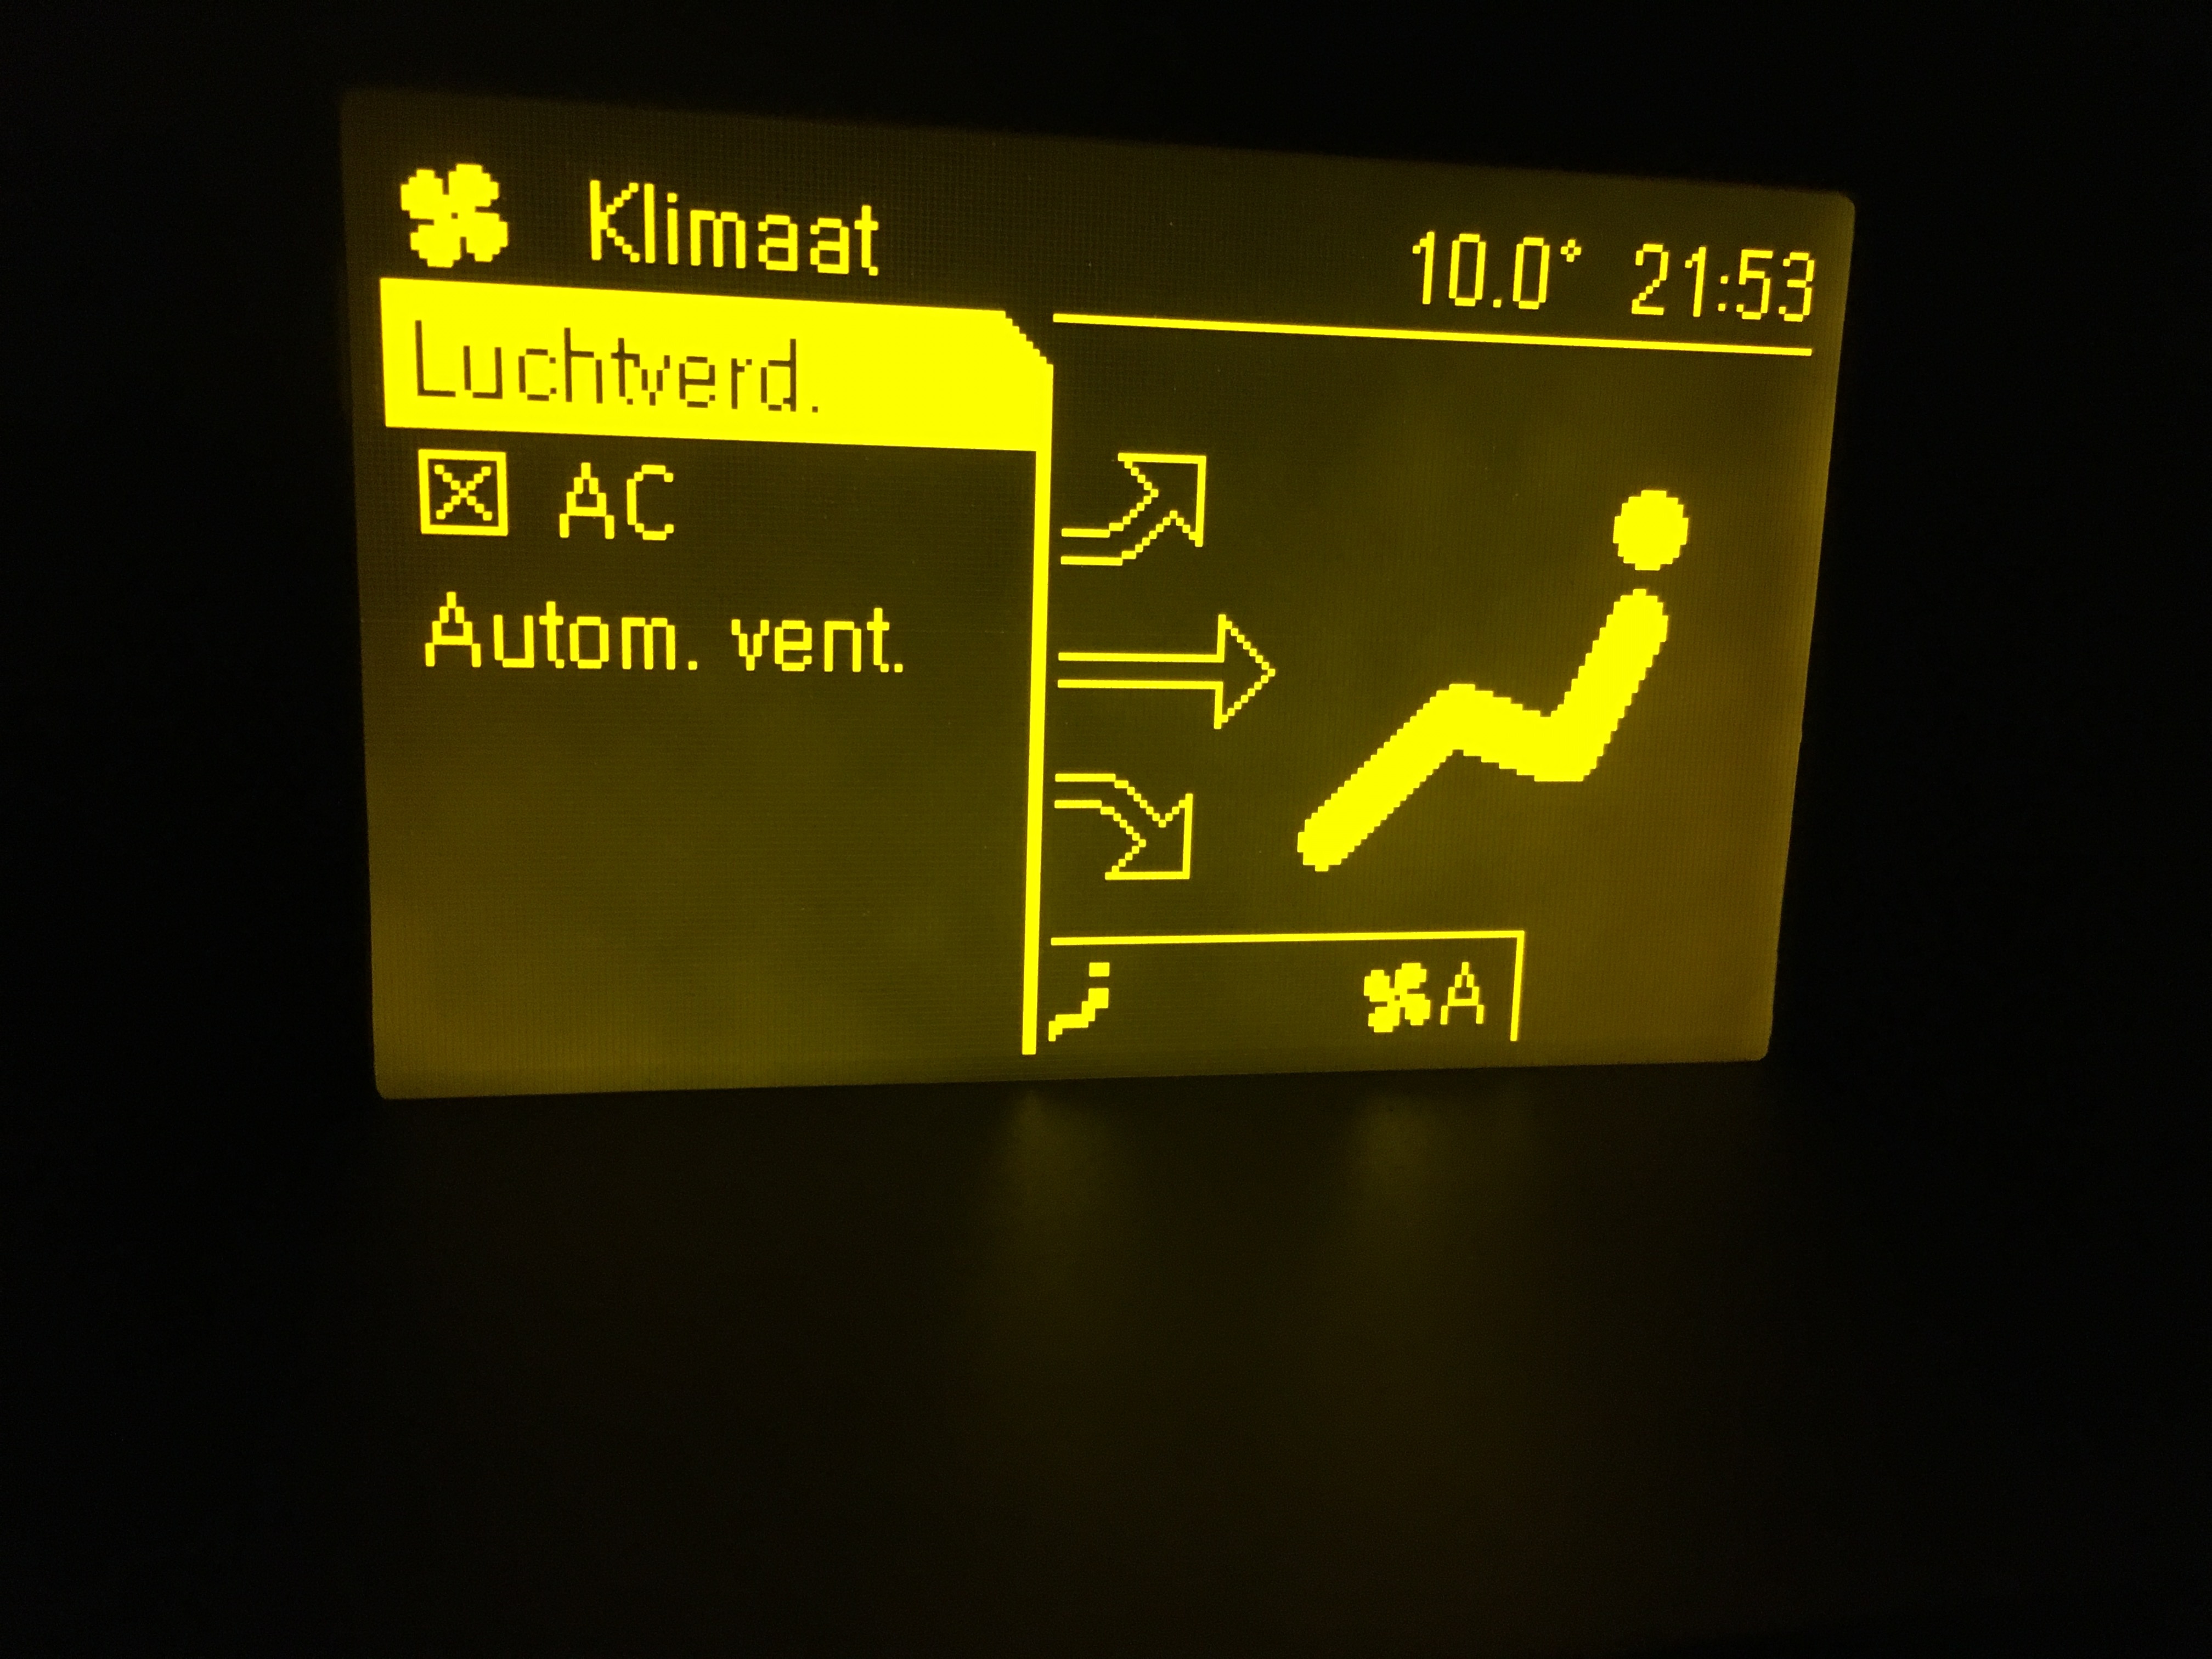 Klimaat
10.0° 21:53
Luchtverd.
AC
Autom. vent.
A